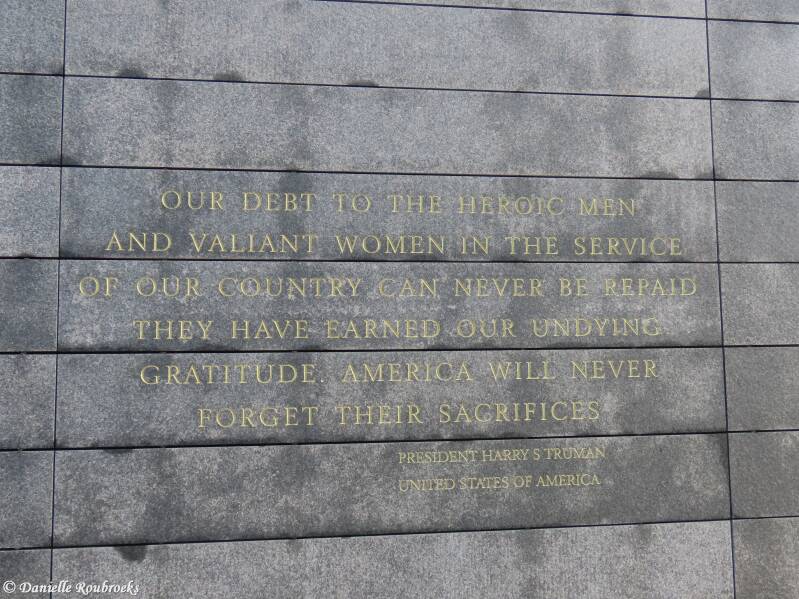 OUR DEBT TO THE HEROIC MEN
AND VALIANT WOMEN IN THE SERVICE
OF OUR COUNTRY CAN NEVER BE REPAID
THEY HAVE EARNED OUR UNDYING
GRATITUDE. AMERICA WILL NEVER
FORGET THEIR SACRIFICES
PRESIDENT HARRY S TRUMAN
UNITED STATES OF AMERICA
© Danielle Roubroeks